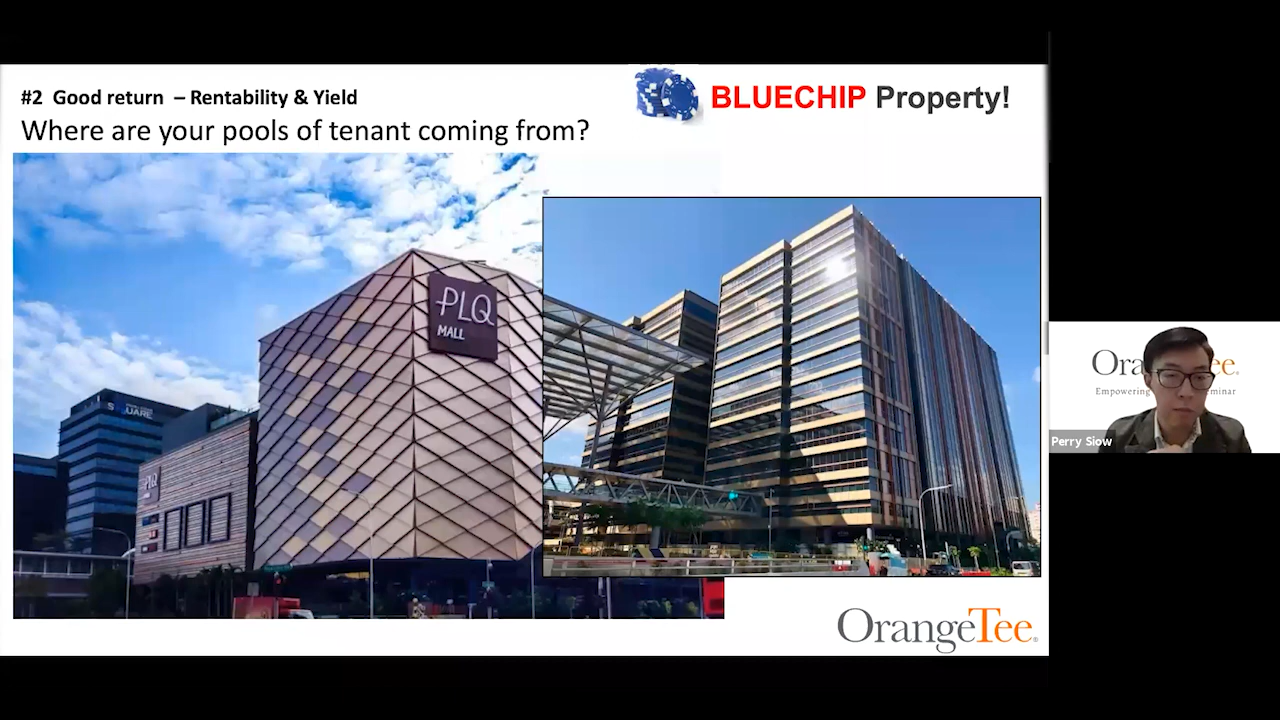 #2 Good return – Rentability & Yield
BLUECHIP Property!
Where are your pools of tenant coming from?
PLQ
MALL
SQUARE
PLQ
OrangeTee
Ora ee
Empowering eminar
Perry Siow